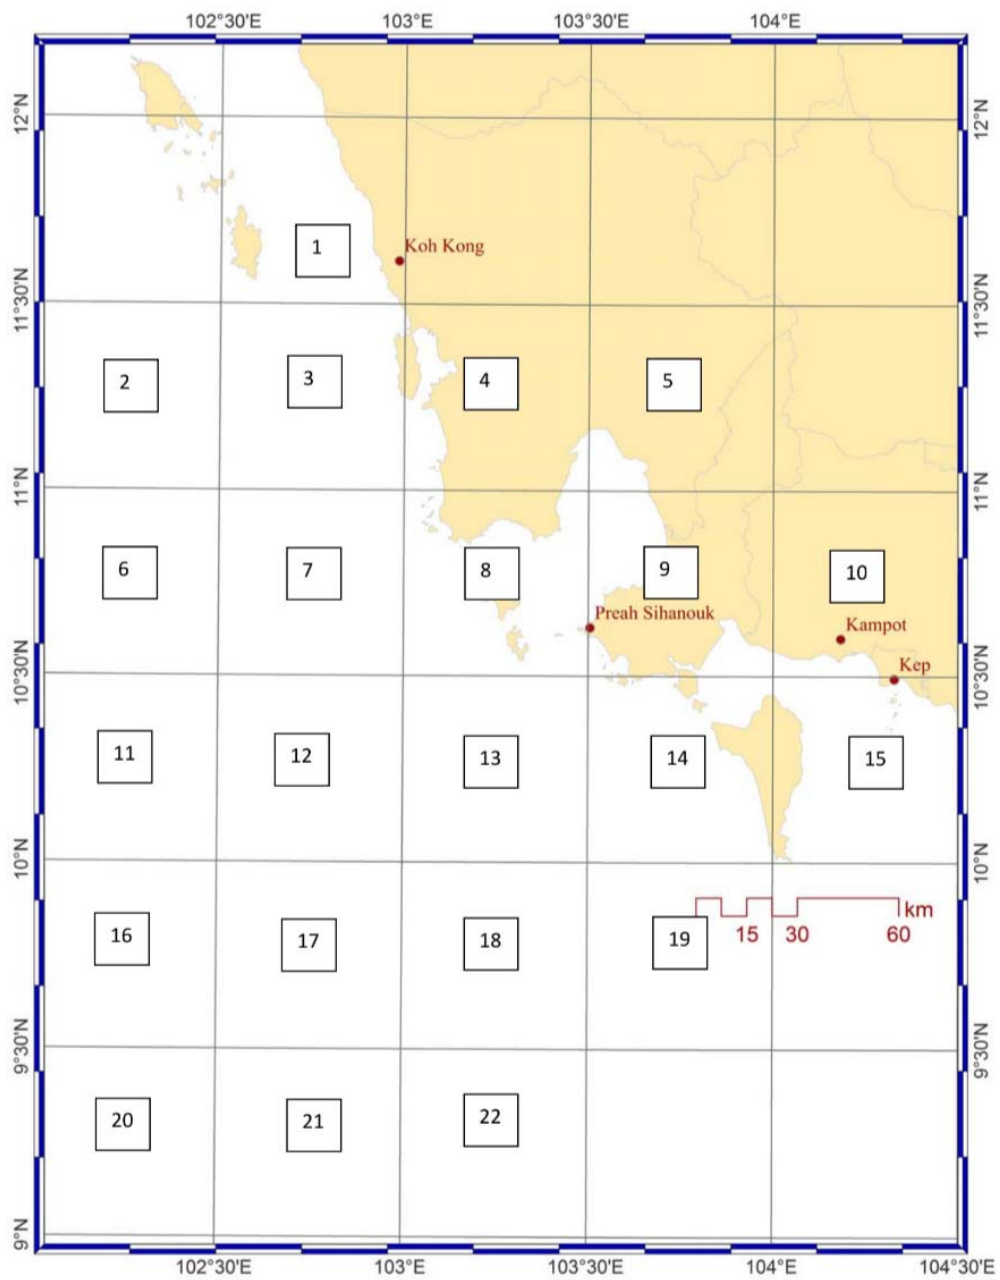 102°30'E 103°E 103°30'E 104°E
12°N 12°N
1 Koh Kong
11°30'N 11°30'N
2 3 4 5
11°N 11°N
6 7 8 9 10
Preah Sihanouk
Kampot
Kep
10°30'N 10°30'N
11 12 13 14 15
10°N 10°N
km
15 30 60
16 17 18 19
9°30'N 9°30'N
20 21 22
9°N
102°30'E 103°E 103°30'E 104°E 104°30'E